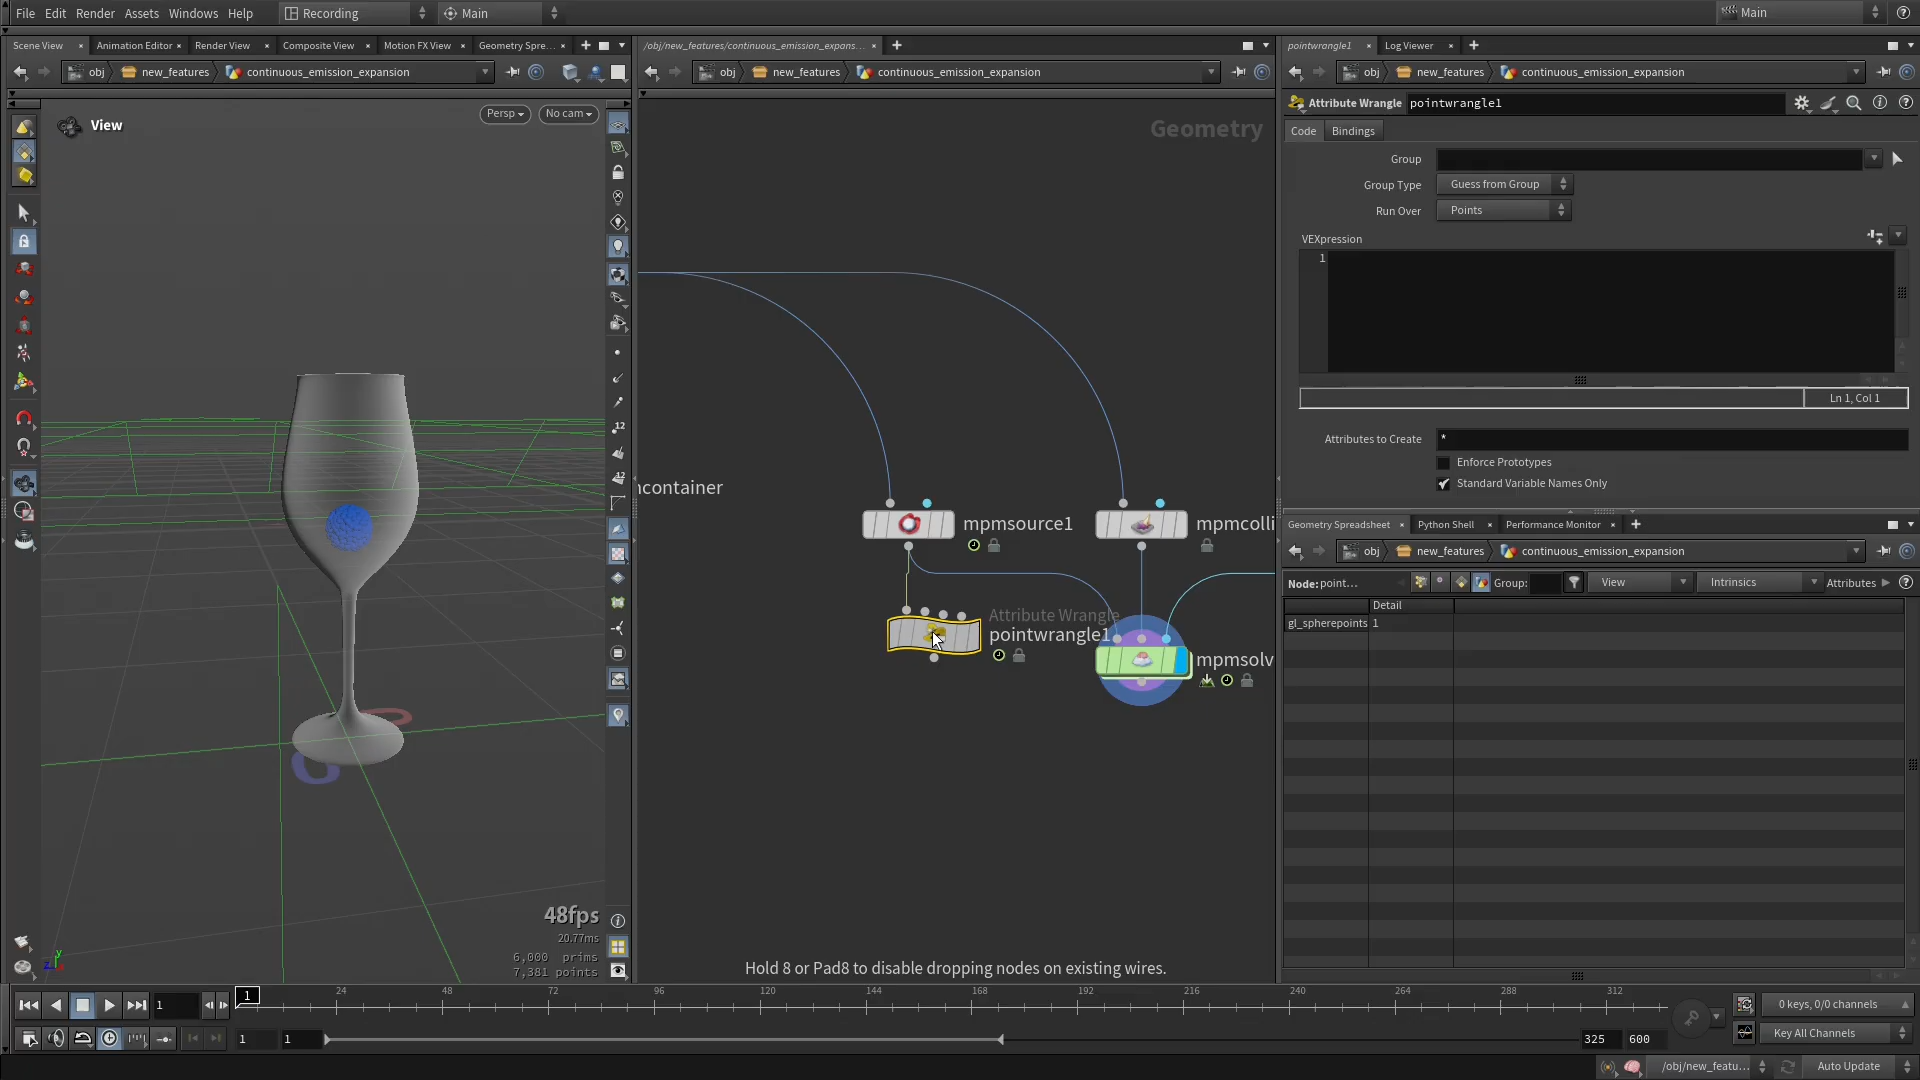 File Edit Render Assets Windows Help Recording Main Main
Scene View Animation Editor Render View Composite View Motion FX View Geometry Spre...
/obj/new_features/continuous_emission_expans...
pointwrangle1 Log Viewer
obj new_features continuous_emission_expansion
obj new_features continuous_emission_expansion
obj new_features continuous_emission_expansion
View
Persp No cam
Geometry
Attribute Wrangle pointwrangle1
Code Bindings
Group
Group Type Guess from Group
Run Over Points
VEXpression
1
Ln 1, Col 1
Attributes to Create *
Enforce Prototypes
Standard Variable Names Only
ncontainer
mpmsource1
mpmcolli
Attribute Wrangle
pointwrangle1
mpmsolv
12
12
48fps
20.77ms
6,000 prims
7,381 points
Hold 8 or Pad8 to disable dropping nodes on existing wires.
Geometry Spreadsheet Python Shell Performance Monitor
obj new_features continuous_emission_expansion
Node: point... Group: View Intrinsics Attributes
Detail
gl_spherepoints 1
1 1 24 48 72 96 120 144 168 192 216 240 264 288 312
0 keys, 0/0 channels
1 1 325 600 Key All Channels
/obj/new_featu... Auto Update